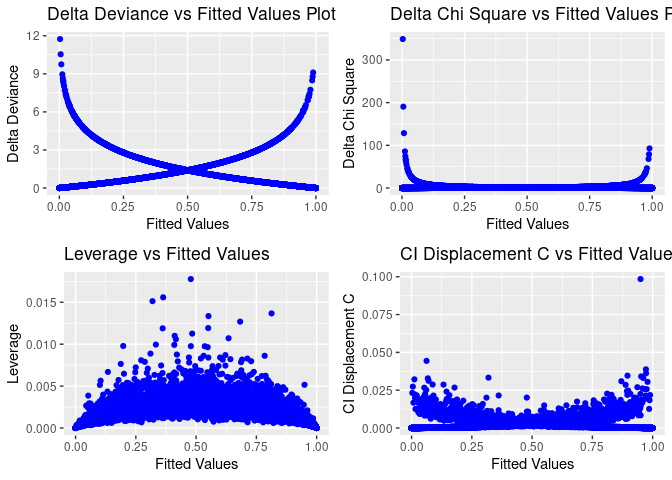 Delta Deviance vs Fitted Values Plot
12
9
6
3
0
Delta Deviance
0.00 0.25 0.50 0.75 1.00
Fitted Values
Delta Chi Square vs Fitted Values P
300
200
100
0
Delta Chi Square
0.00 0.25 0.50 0.75 1.00
Fitted Values
Leverage vs Fitted Values
0.015
0.010
0.005
0.000
Leverage
0.00 0.25 0.50 0.75 1.00
Fitted Values
CI Displacement C vs Fitted Value
0.100
0.075
0.050
0.025
0.000
CI Displacement C
0.00 0.25 0.50 0.75 1.00
Fitted Values